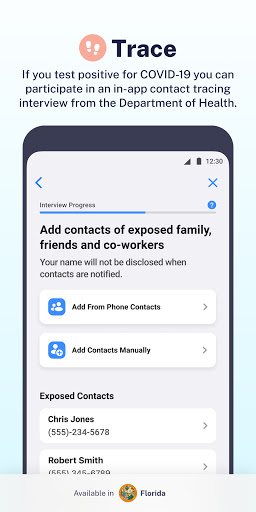 Trace
If you test positive for COVID-19 you can
participate in an in-app contact tracing
interview from the Department of Health.
12:30
Interview Progress
?
Add contacts of exposed family,
friends and co-workers
Your name will not be disclosed when
contacts are notified.
Add From Phone Contacts
Add Contacts Manually
Exposed Contacts
Chris Jones
(555)-234-5678
Robert Smith
(555) 345-6789
Available in Florida